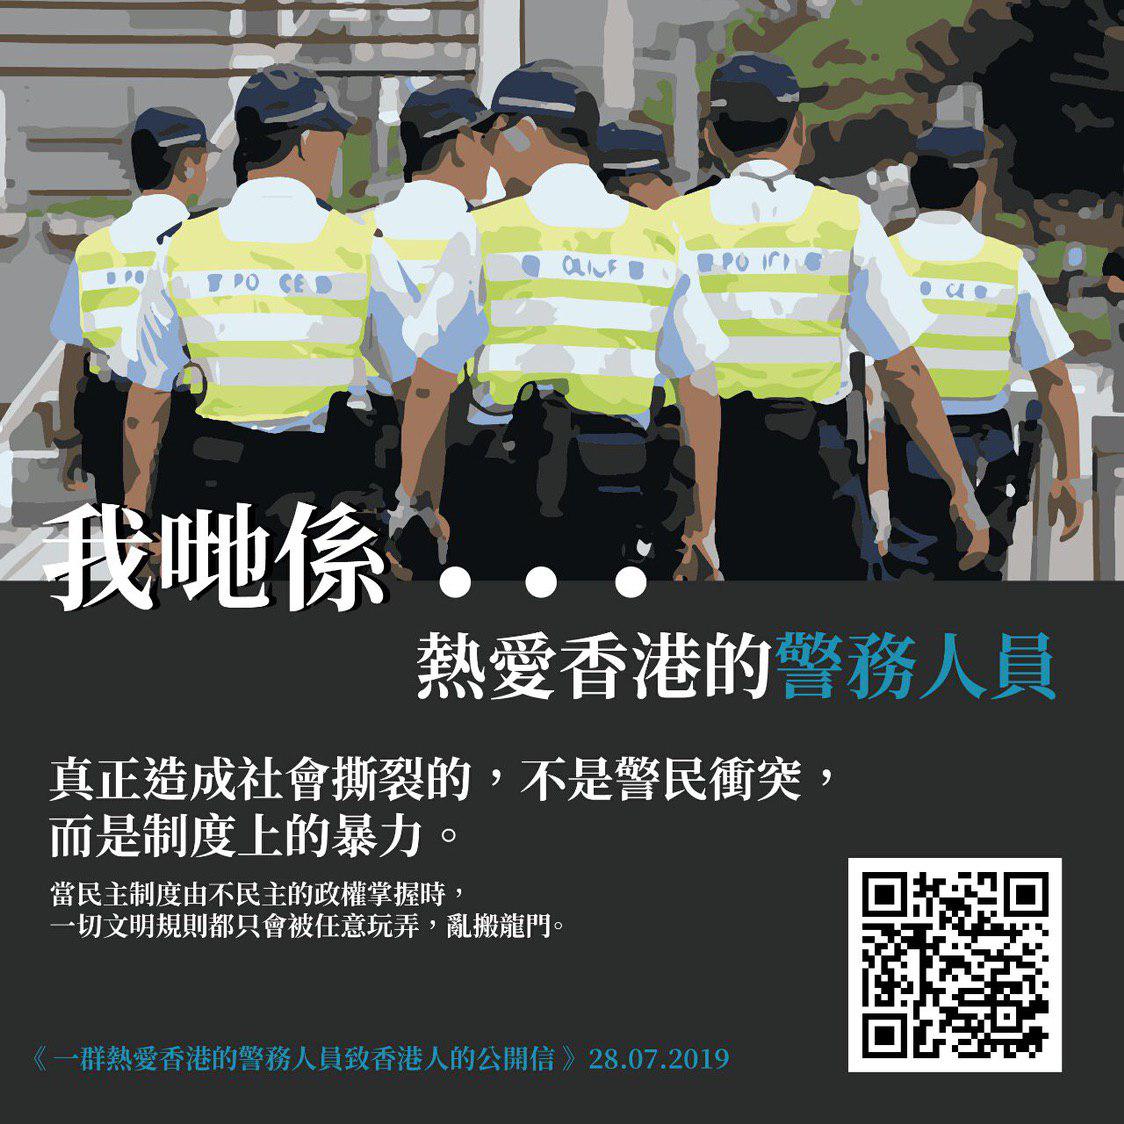 我哋係...
熱愛香港的警務人員
真正造成社會撕裂的，不是警民衝突，
而是制度上的暴力。
當民主制度由不民主的政權掌握時，
一切文明規則都只會被任意玩弄，亂搬龍門。
《一群熱愛香港的警務人員致香港人的公開信》28.07.2019